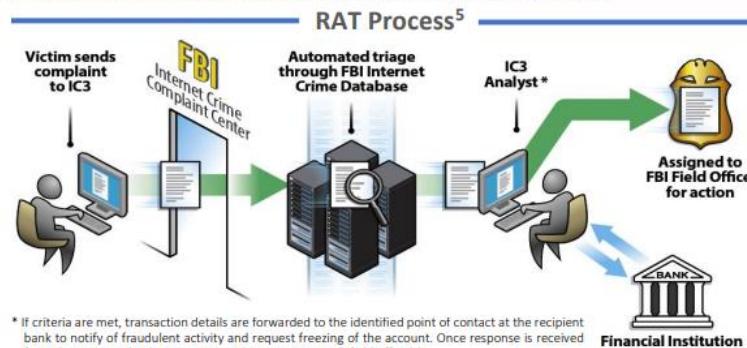 RAT Process⁵
Victim sends
complaint
to IC3
FBI
Internet Crime
Complaint Center
Automated triage
through FBI Internet
Crime Database
IC3
Analyst *
Assigned to
FBI Field Office
for action
BANK
Financial Institution
* If criteria are met, transaction details are forwarded to the identified point of contact at the recipient
bank to notify of fraudulent activity and request freezing of the account. Once response is received